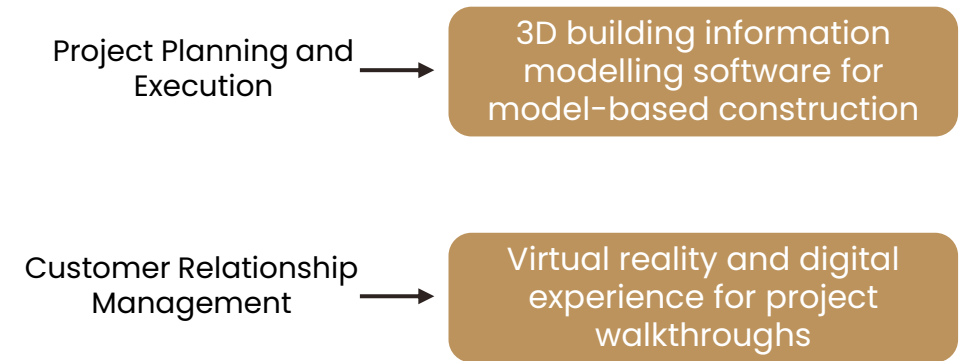 Project Planning and
Execution
3D building information
modelling software for
model-based construction
Customer Relationship
Management
Virtual reality and digital
experience for project
walkthroughs